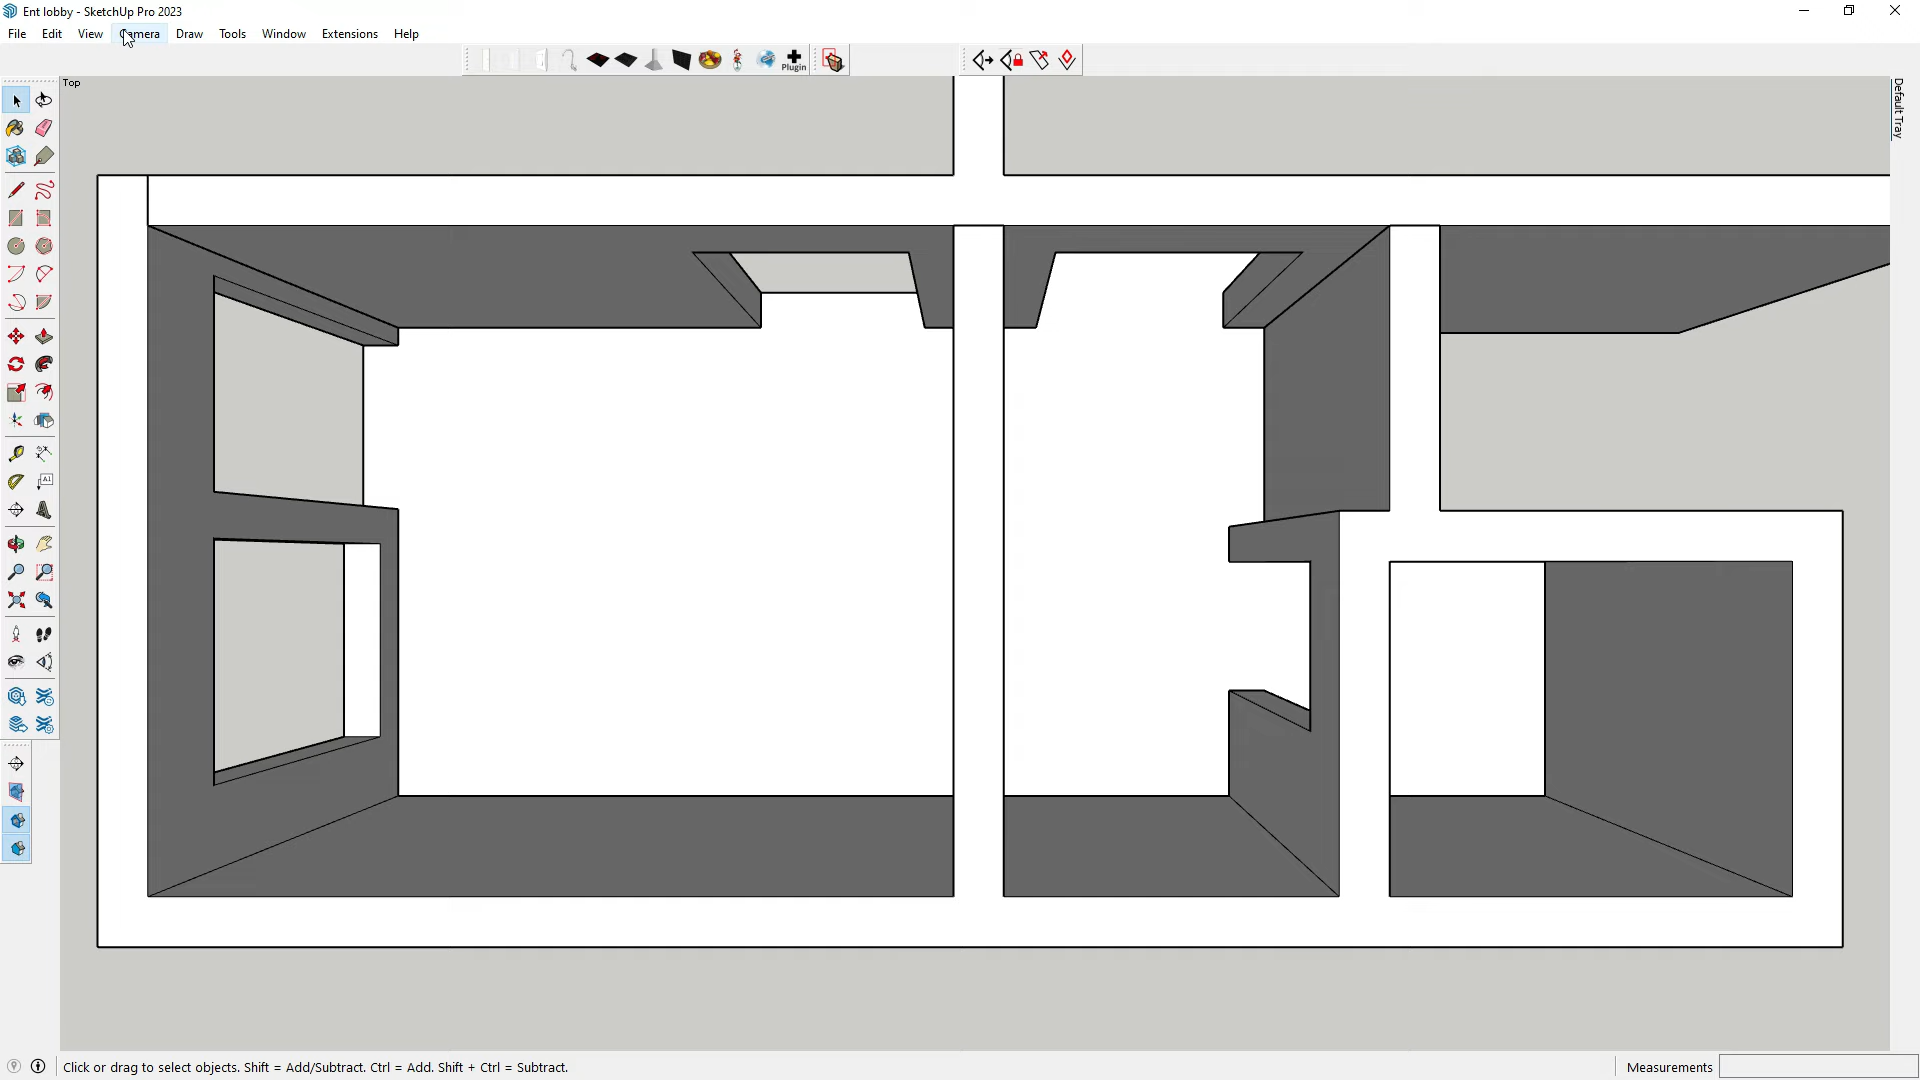 Ent lobby - SketchUp Pro 2023
File Edit View Camera Draw Tools Window Extensions Help
Plugin
Top
Default Tray
A1
Click or drag to select objects. Shift = Add/Subtract. Ctrl = Add. Shift + Ctrl = Subtract.
Measurements